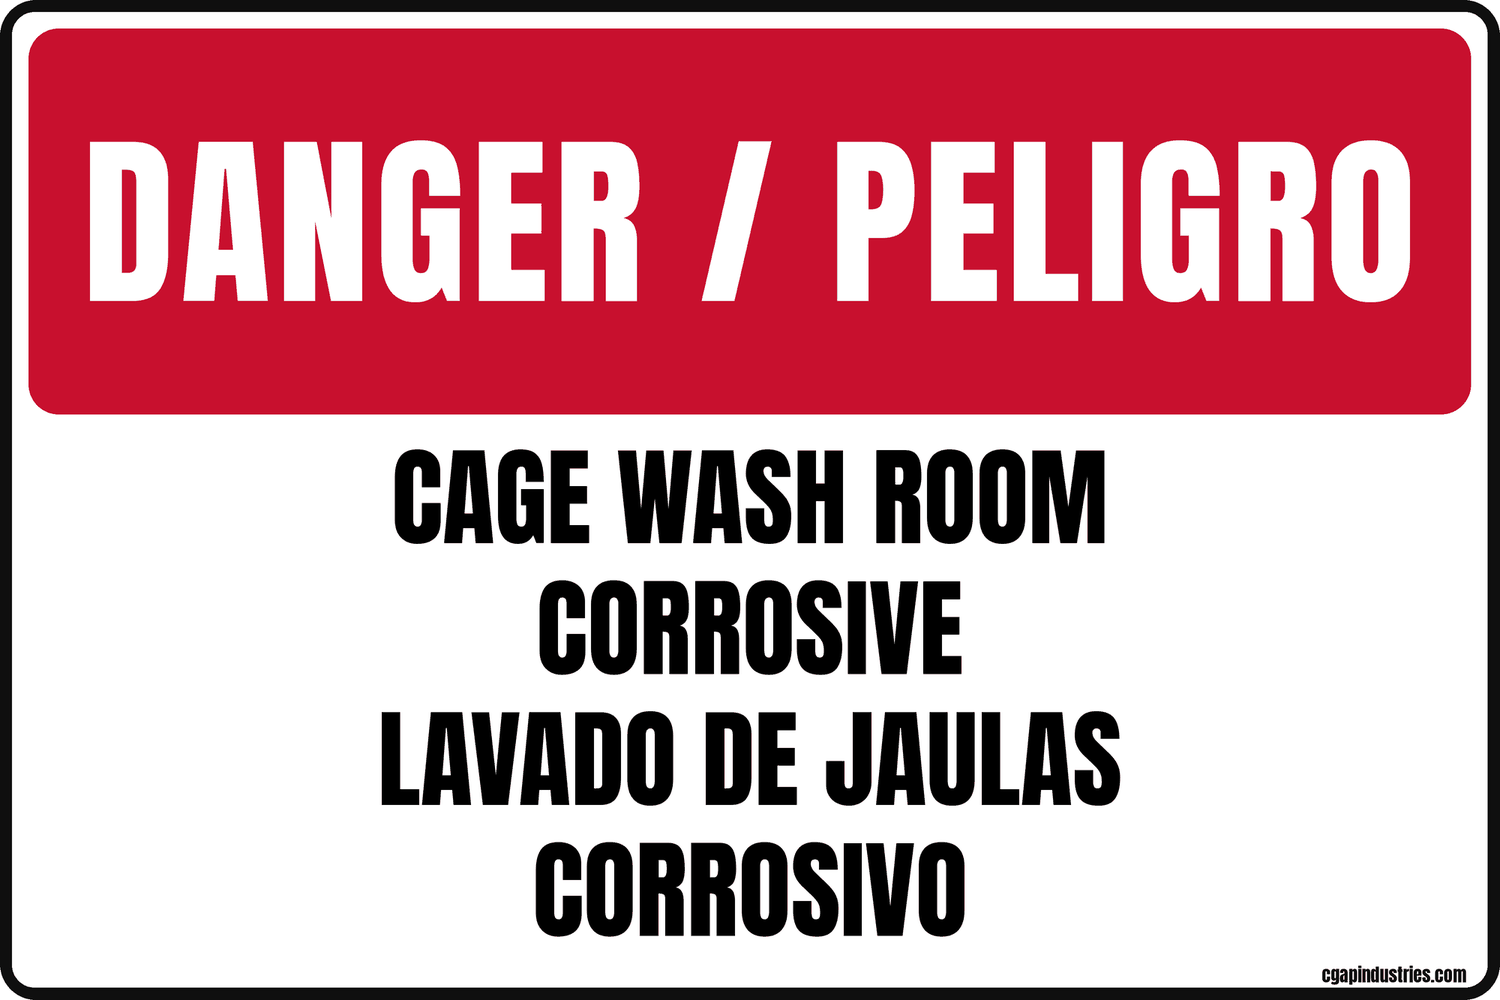 DANGER / PELIGRO
CAGE WASH ROOM
CORROSIVE
LAVADO DE JAULAS
CORROSIVO
cgapindustries.com